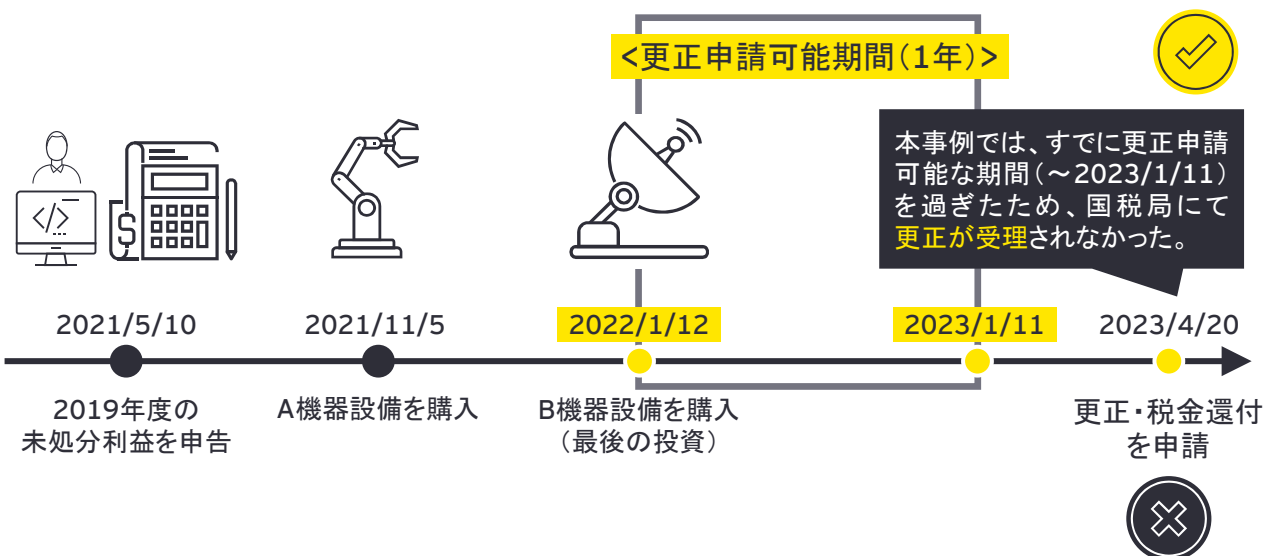 <更正申請可能期間(1年)>
本事例では、すでに更正申請
可能な期間(～2023/1/11)
を過ぎたため、国税局にて
更正が受理されなかった。
</>
$
2021/5/10
2021/11/5
2022/1/12
2023/1/11
2023/4/20
2019年度の
未処分利益を申告
A機器設備を購入
B機器設備を購入
(最後の投資)
更正・税金還付
を申請